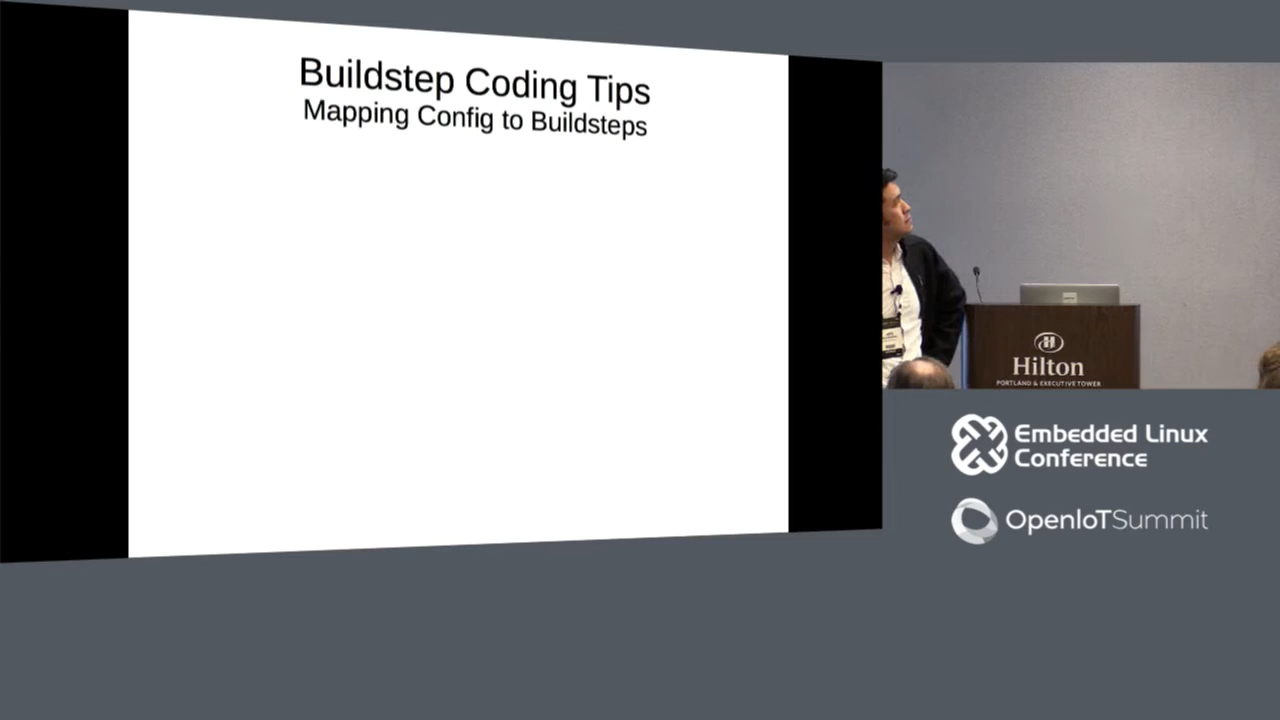 Buildstep Coding Tips
Mapping Config to Buildsteps
Hilton
PORTLAND & EXECUTIVE TOWER
Embedded Linux
Conference
OpenIoTSummit